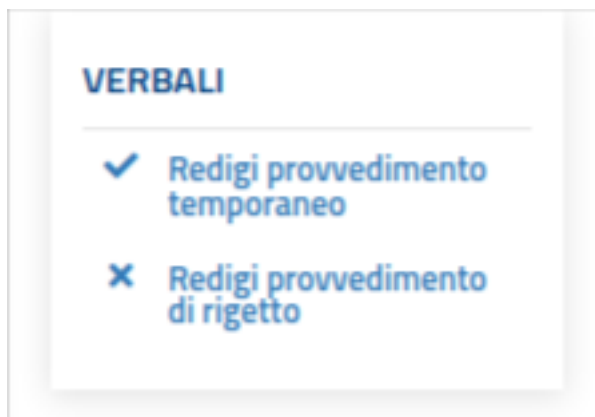 VERBALI
Redigi provvedimento
temporaneo
Redigi provvedimento
di rigetto